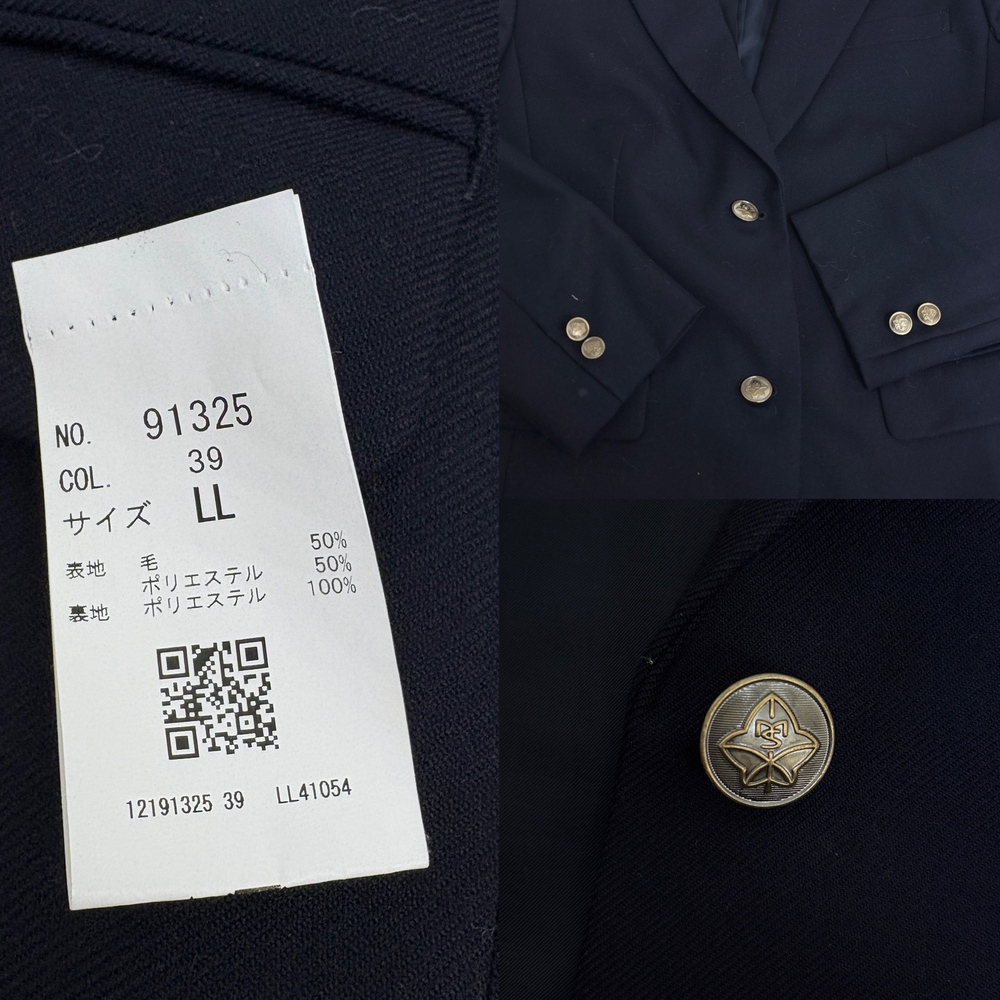 NO. 91325
COL. 39
サイズ LL
50%
表地 毛 50%
ポリエステル 100%
裏地 ポリエステル
12191325 39 LL41054